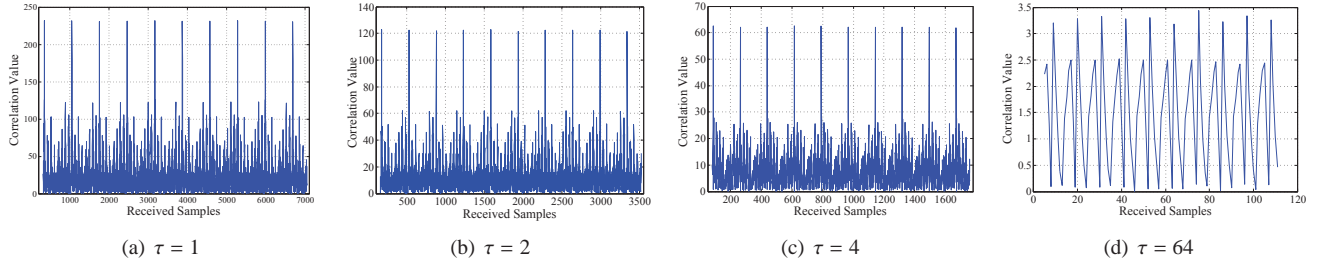 250
200
150
100
50
0
Correlation Value
1000 2000 3000 4000 5000 6000 7000
Received Samples
(a) τ = 1
140
120
100
80
60
40
20
0
Correlation Value
500 1000 1500 2000 2500 3000 3500
Received Samples
(b) τ = 2
70
60
50
40
30
20
10
0
Correlation Value
200 400 600 800 1000 1200 1400 1600
Received Samples
(c) τ = 4
3.5
3
2.5
2
1.5
1
0.5
0
Correlation Value
0 20 40 60 80 100 120
Received Samples
(d) τ = 64